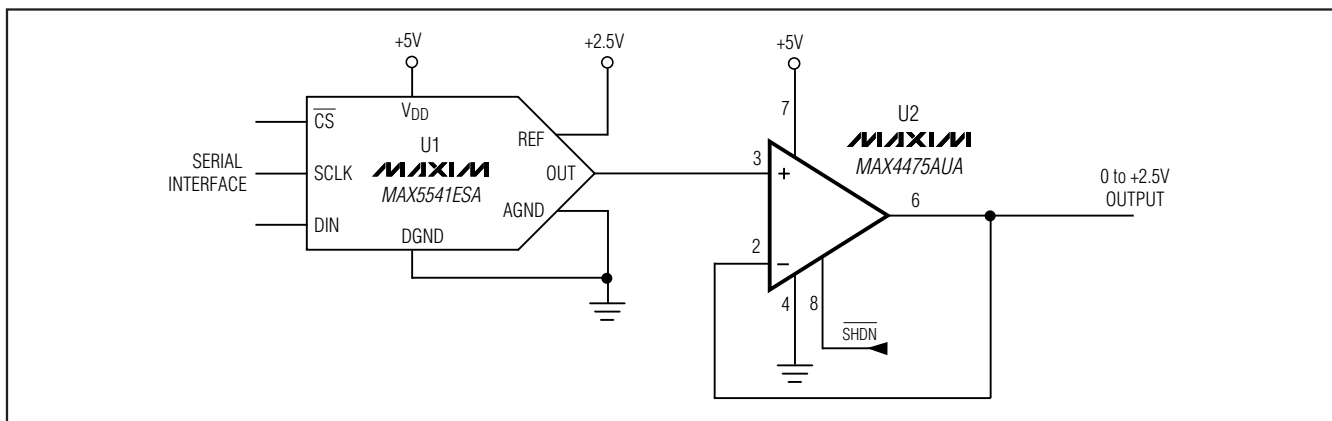 +5V
+2.5V
+5V
CS
VDD
REF
7
U2
MAXIM
MAX4475AUA
SERIAL
INTERFACE
SCLK
U1
MAXIM
MAX5541ESA
OUT
3
+
0 to +2.5V
OUTPUT
6
DIN
AGND
DGND
2
−
4
8
SHDN